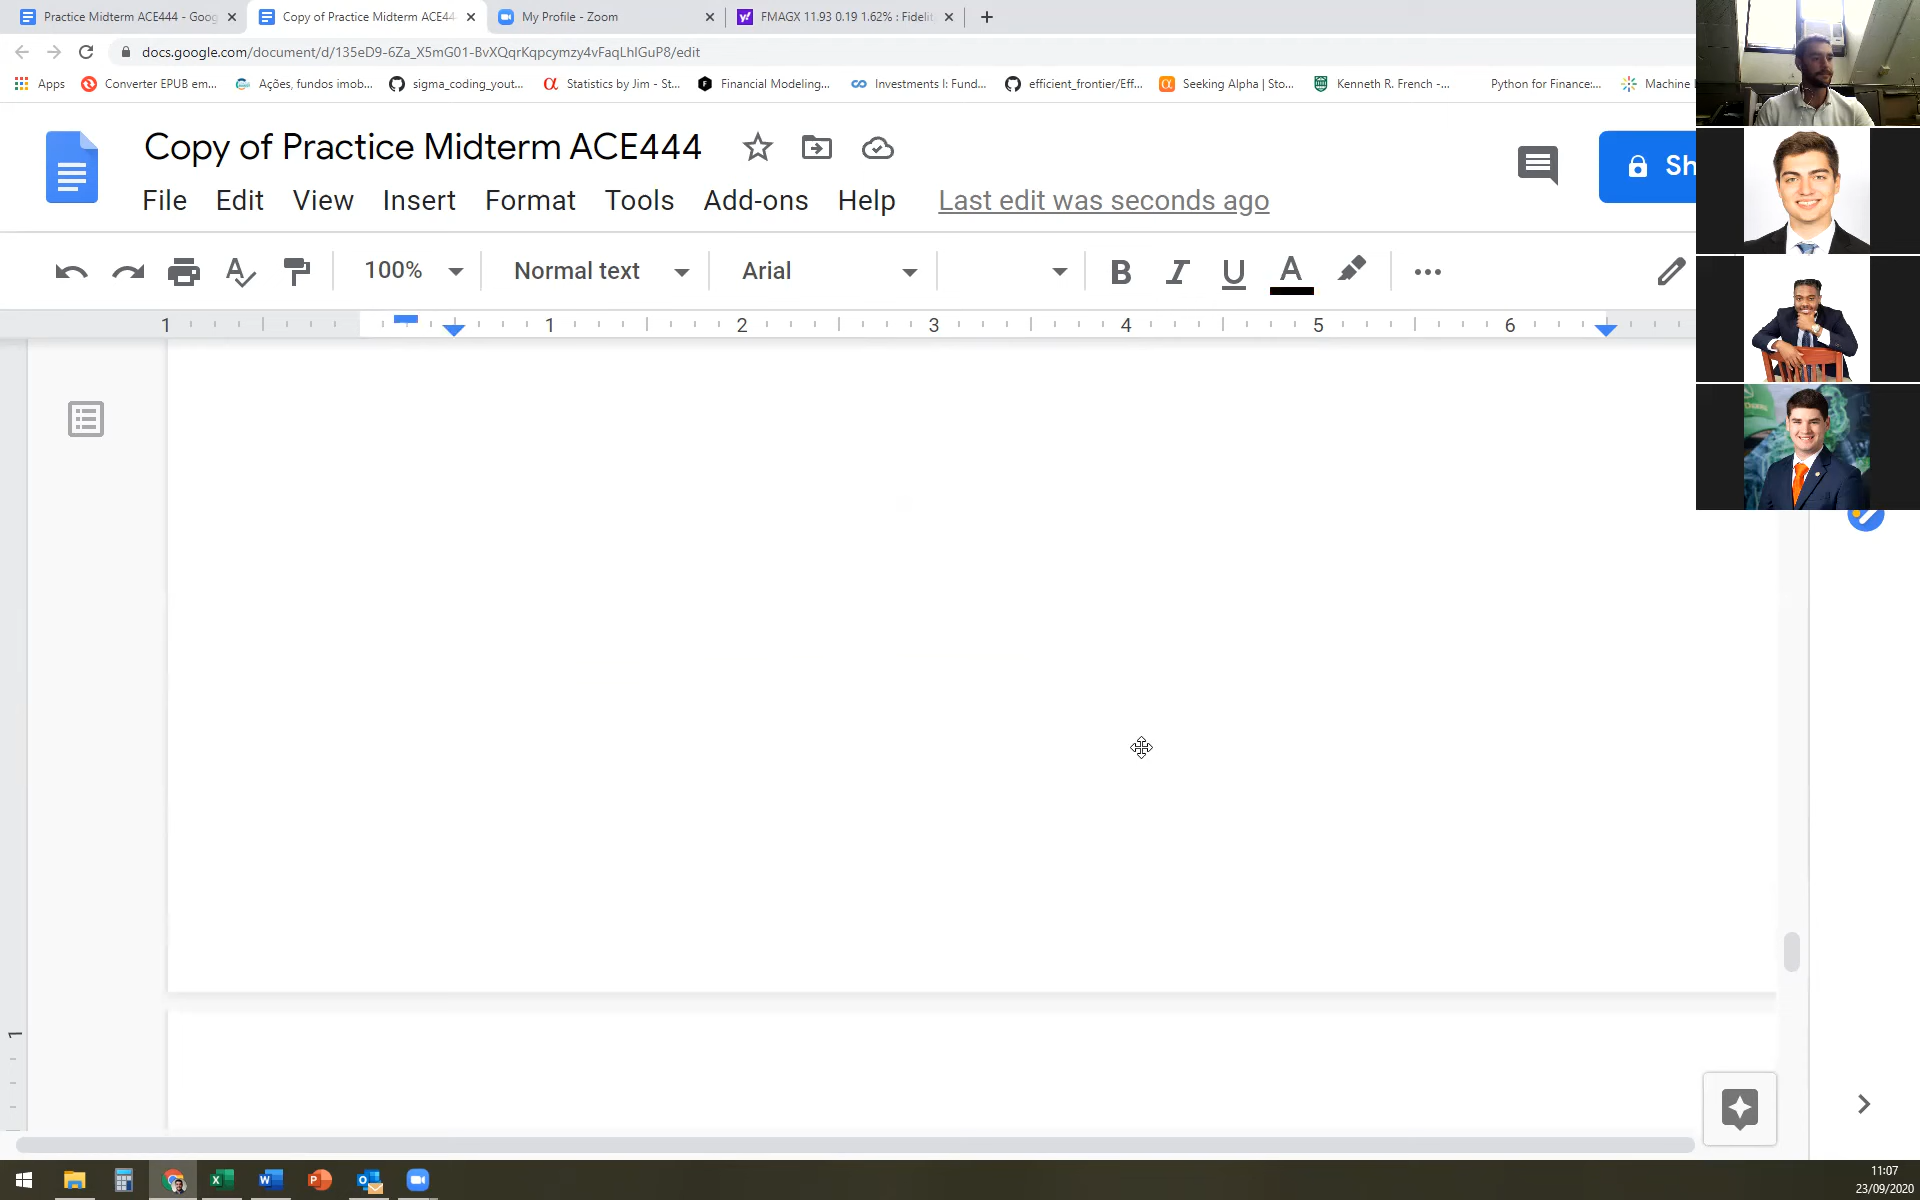 Practice Midterm ACE444 - Goog
Copy of Practice Midterm ACE44
My Profile - Zoom
FMAGX 11.93 0.19 1.62% : Fidelit
docs.google.com/document/d/135eD9-6Za_X5mG01-BvXQqrKqpcymzy4vFaqLhlGuP8/edit
Apps
Converter EPUB em...
Ações, fundos imob...
sigma_coding_yout...
Statistics by Jim - St...
Financial Modeling...
Investments I: Fund...
efficient_frontier/Eff...
Seeking Alpha | Sto...
Kenneth R. French -...
Python for Finance:...
Machine
Copy of Practice Midterm ACE444
Sh
File Edit View Insert Format Tools Add-ons Help Last edit was seconds ago
100% Normal text Arial B I U A
1 1 2 3 4 5 6
1
11:07
23/09/2020